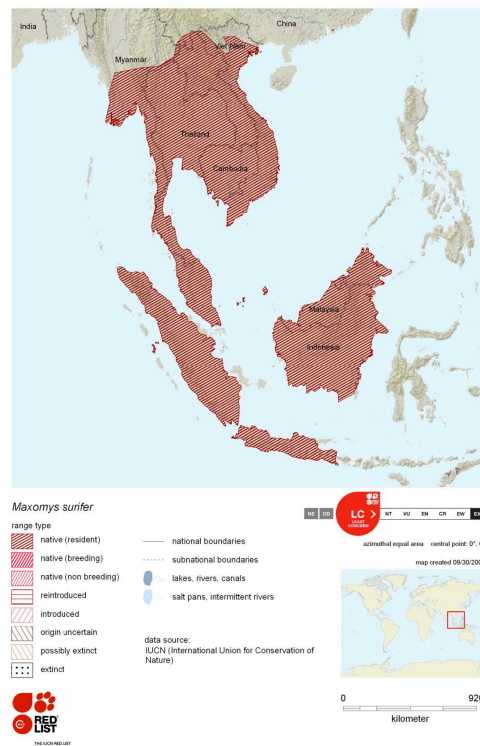 India
China
Myanmar
Viet Nam
Thailand
Cambodia
Malaysia
Indonesia
Maxomys surifer
range type
native (resident)
native (breeding)
native (non breeding)
reintroduced
introduced
origin uncertain
possibly extinct
extinct
national boundaries
subnational boundaries
lakes, rivers, canals
salt pans, intermittent rivers
data source:
IUCN (International Union for Conservation of
Nature)
NE DD LC NT VU EN CR EW EX
LEAST
CONCERN
azimuthal equal area central point: 0°,
map created 09/30/200
0 920
kilometer
RED
LIST
THE IUCN RED LIST